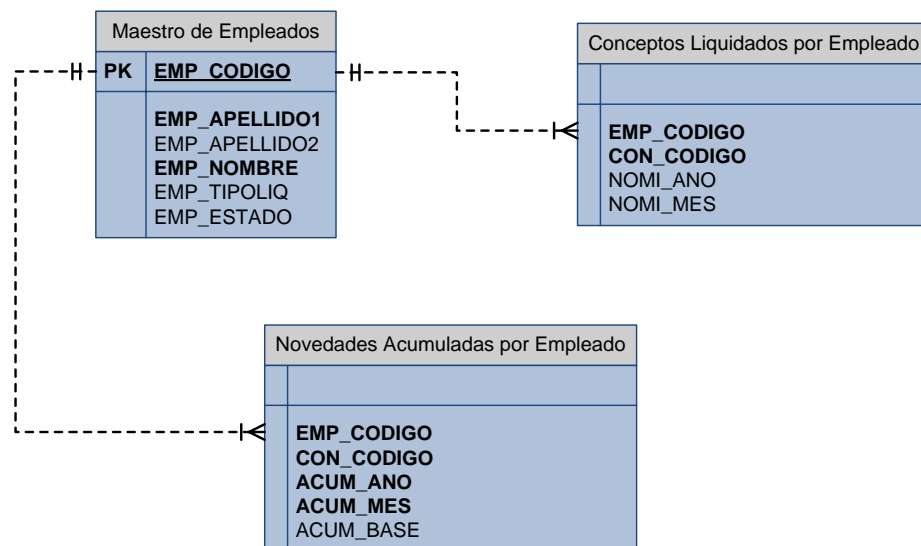 Maestro de Empleados
PK EMP_CODIGO
EMP_APELLIDO1
EMP_APELLIDO2
EMP_NOMBRE
EMP_TIPOLIQ
EMP_ESTADO
Conceptos Liquidados por Empleado
EMP_CODIGO
CON_CODIGO
NOMI_ANO
NOMI_MES
Novedades Acumuladas por Empleado
EMP_CODIGO
CON_CODIGO
ACUM_ANO
ACUM_MES
ACUM_BASE